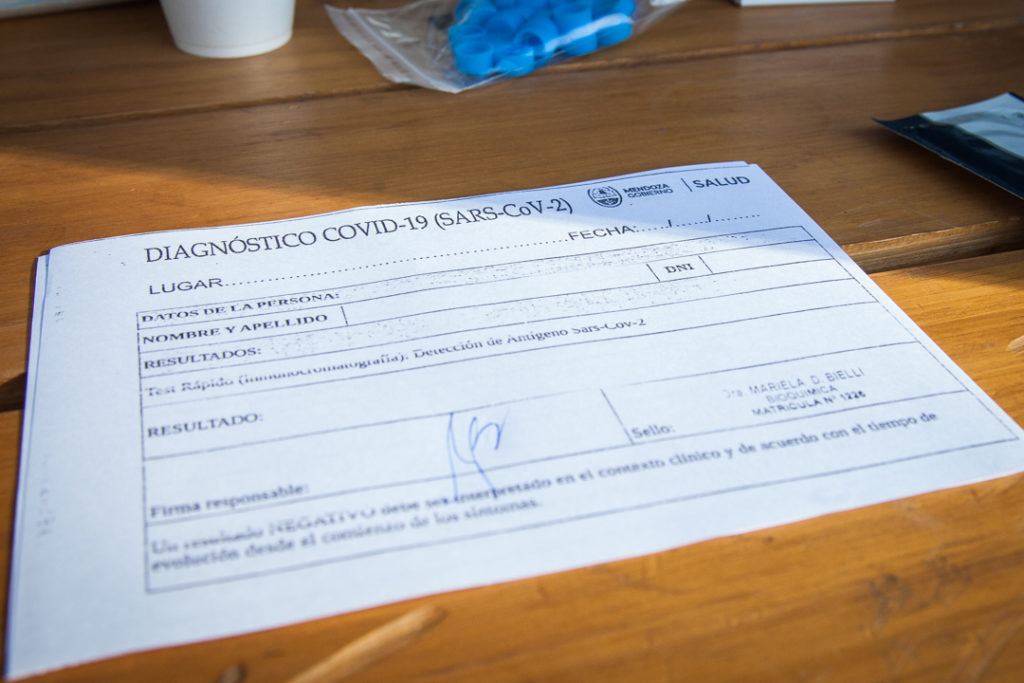 MENDOZA GOBIERNO | SALUD
DIAGNÓSTICO COVID-19 (SARS-CoV-2)
LUGAR..............................................FECHA:....../....../........
DATOS DE LA PERSONA:
NOMBRE Y APELLIDO DNI
RESULTADOS:
Test Rápido (inmunocromatografía). Detección de Antígeno Sars-Cov-2
RESULTADO:
Dra. MARIELA D. BIELLI
BIOQUIMICA
MATRICULA Nº 1226
Firma responsable: Sello:
Un resultado NEGATIVO debe ser interpretado en el contexto clínico y de acuerdo con el tiempo de
evolución desde el comienzo de los síntomas.